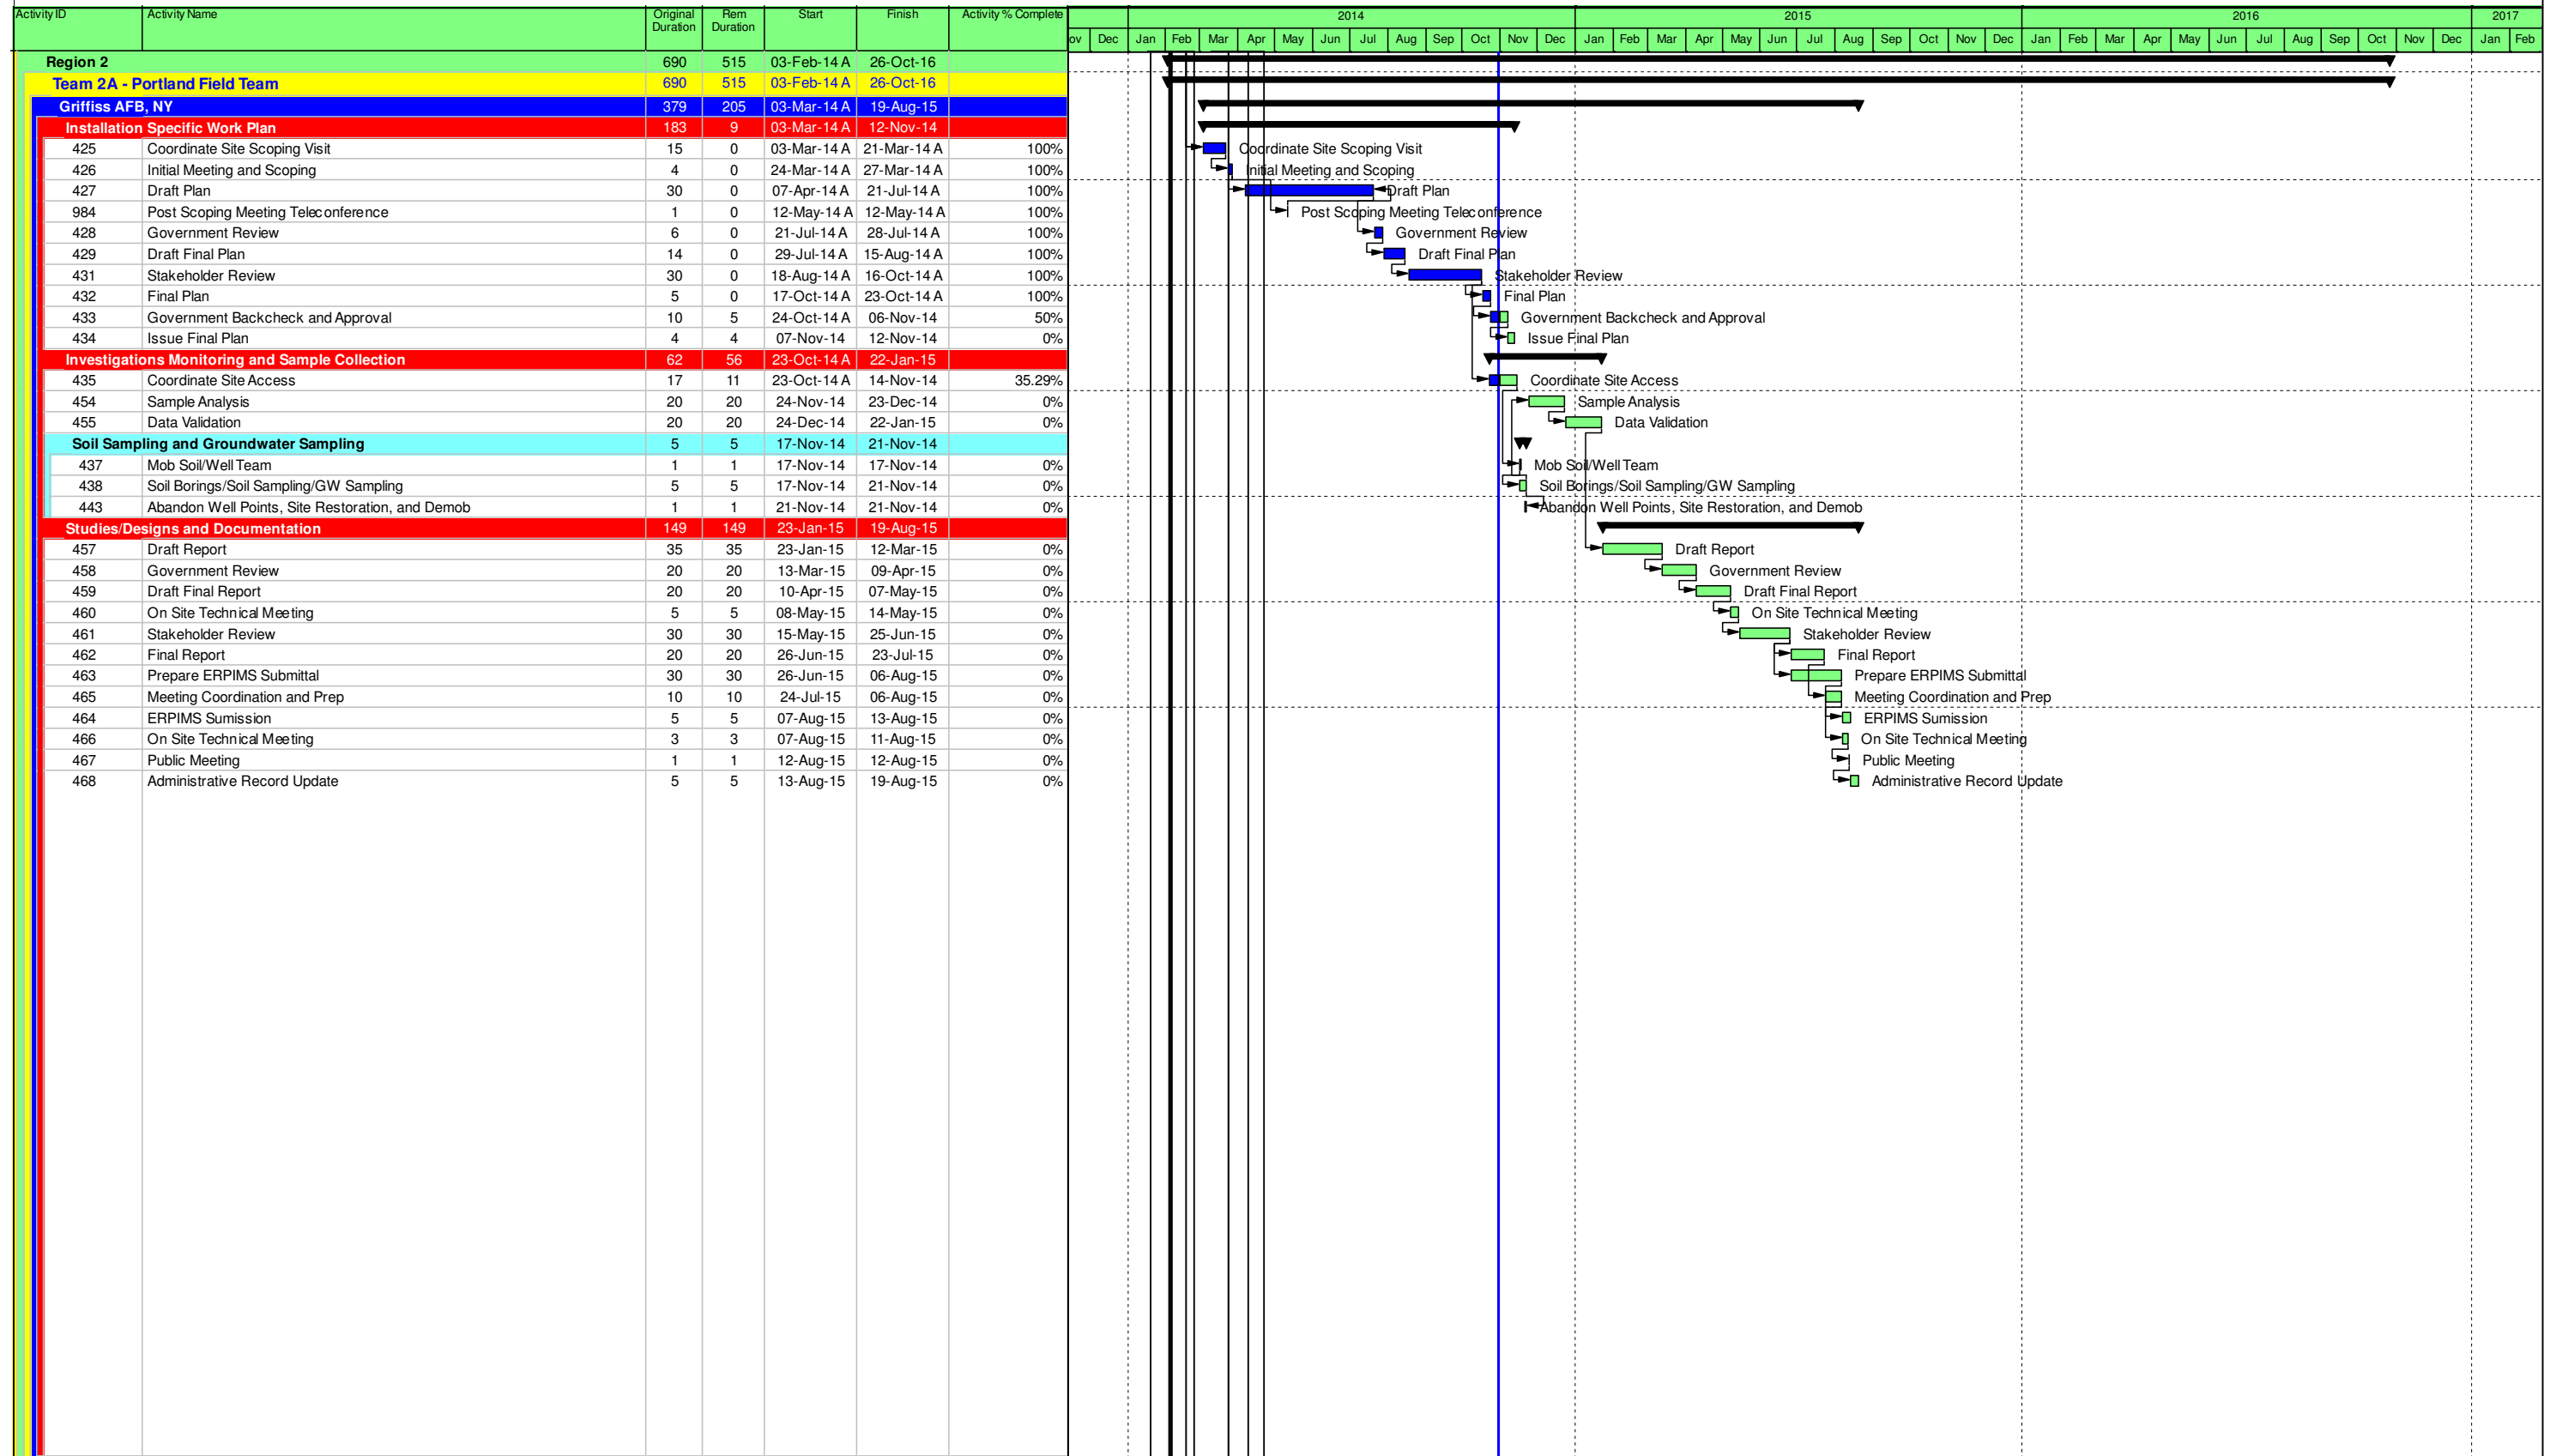 Activity ID Activity Name Original Duration Rem Duration Start Finish Activity % Complete 2014 2015 2016 2017
ov Dec Jan Feb Mar Apr May Jun Jul Aug Sep Oct Nov Dec Jan Feb Mar Apr May Jun Jul Aug Sep Oct Nov Dec Jan Feb Mar Apr May Jun Jul Aug Sep Oct Nov Dec Jan Feb
Region 2 690 515 03-Feb-14 A 26-Oct-16
Team 2A - Portland Field Team 690 515 03-Feb-14 A 26-Oct-16
Griffiss AFB, NY 379 205 03-Mar-14 A 19-Aug-15
Installation Specific Work Plan 183 9 03-Mar-14 A 12-Nov-14
425 Coordinate Site Scoping Visit 15 0 03-Mar-14 A 21-Mar-14 A 100% Coordinate Site Scoping Visit
426 Initial Meeting and Scoping 4 0 24-Mar-14 A 27-Mar-14 A 100% Initial Meeting and Scoping
427 Draft Plan 30 0 07-Apr-14 A 21-Jul-14 A 100% Draft Plan
984 Post Scoping Meeting Teleconference 1 0 12-May-14 A 12-May-14 A 100% Post Scoping Meeting Teleconference
428 Government Review 6 0 21-Jul-14 A 28-Jul-14 A 100% Government Review
429 Draft Final Plan 14 0 29-Jul-14 A 15-Aug-14 A 100% Draft Final Plan
431 Stakeholder Review 30 0 18-Aug-14 A 16-Oct-14 A 100% Stakeholder Review
432 Final Plan 5 0 17-Oct-14 A 23-Oct-14 A 100% Final Plan
433 Government Backcheck and Approval 10 5 24-Oct-14 A 06-Nov-14 50% Government Backcheck and Approval
434 Issue Final Plan 4 4 07-Nov-14 12-Nov-14 0% Issue Final Plan
Investigations Monitoring and Sample Collection 62 56 23-Oct-14 A 22-Jan-15
435 Coordinate Site Access 17 11 23-Oct-14 A 14-Nov-14 35.29% Coordinate Site Access
454 Sample Analysis 20 20 24-Nov-14 23-Dec-14 0% Sample Analysis
455 Data Validation 20 20 24-Dec-14 22-Jan-15 0% Data Validation
Soil Sampling and Groundwater Sampling 5 5 17-Nov-14 21-Nov-14
437 Mob Soil/Well Team 1 1 17-Nov-14 17-Nov-14 0% Mob Soil/Well Team
438 Soil Borings/Soil Sampling/GW Sampling 5 5 17-Nov-14 21-Nov-14 0% Soil Borings/Soil Sampling/GW Sampling
443 Abandon Well Points, Site Restoration, and Demob 1 1 21-Nov-14 21-Nov-14 0% Abandon Well Points, Site Restoration, and Demob
Studies/Designs and Documentation 149 149 23-Jan-15 19-Aug-15
457 Draft Report 35 35 23-Jan-15 12-Mar-15 0% Draft Report
458 Government Review 20 20 13-Mar-15 09-Apr-15 0% Government Review
459 Draft Final Report 20 20 10-Apr-15 07-May-15 0% Draft Final Report
460 On Site Technical Meeting 5 5 08-May-15 14-May-15 0% On Site Technical Meeting
461 Stakeholder Review 30 30 15-May-15 25-Jun-15 0% Stakeholder Review
462 Final Report 20 20 26-Jun-15 23-Jul-15 0% Final Report
463 Prepare ERPIMS Submittal 30 30 26-Jun-15 06-Aug-15 0% Prepare ERPIMS Submittal
465 Meeting Coordination and Prep 10 10 24-Jul-15 06-Aug-15 0% Meeting Coordination and Prep
464 ERPIMS Sumission 5 5 07-Aug-15 13-Aug-15 0% ERPIMS Sumission
466 On Site Technical Meeting 3 3 07-Aug-15 11-Aug-15 0% On Site Technical Meeting
467 Public Meeting 1 1 12-Aug-15 12-Aug-15 0% Public Meeting
468 Administrative Record Update 5 5 13-Aug-15 19-Aug-15 0% Administrative Record Update